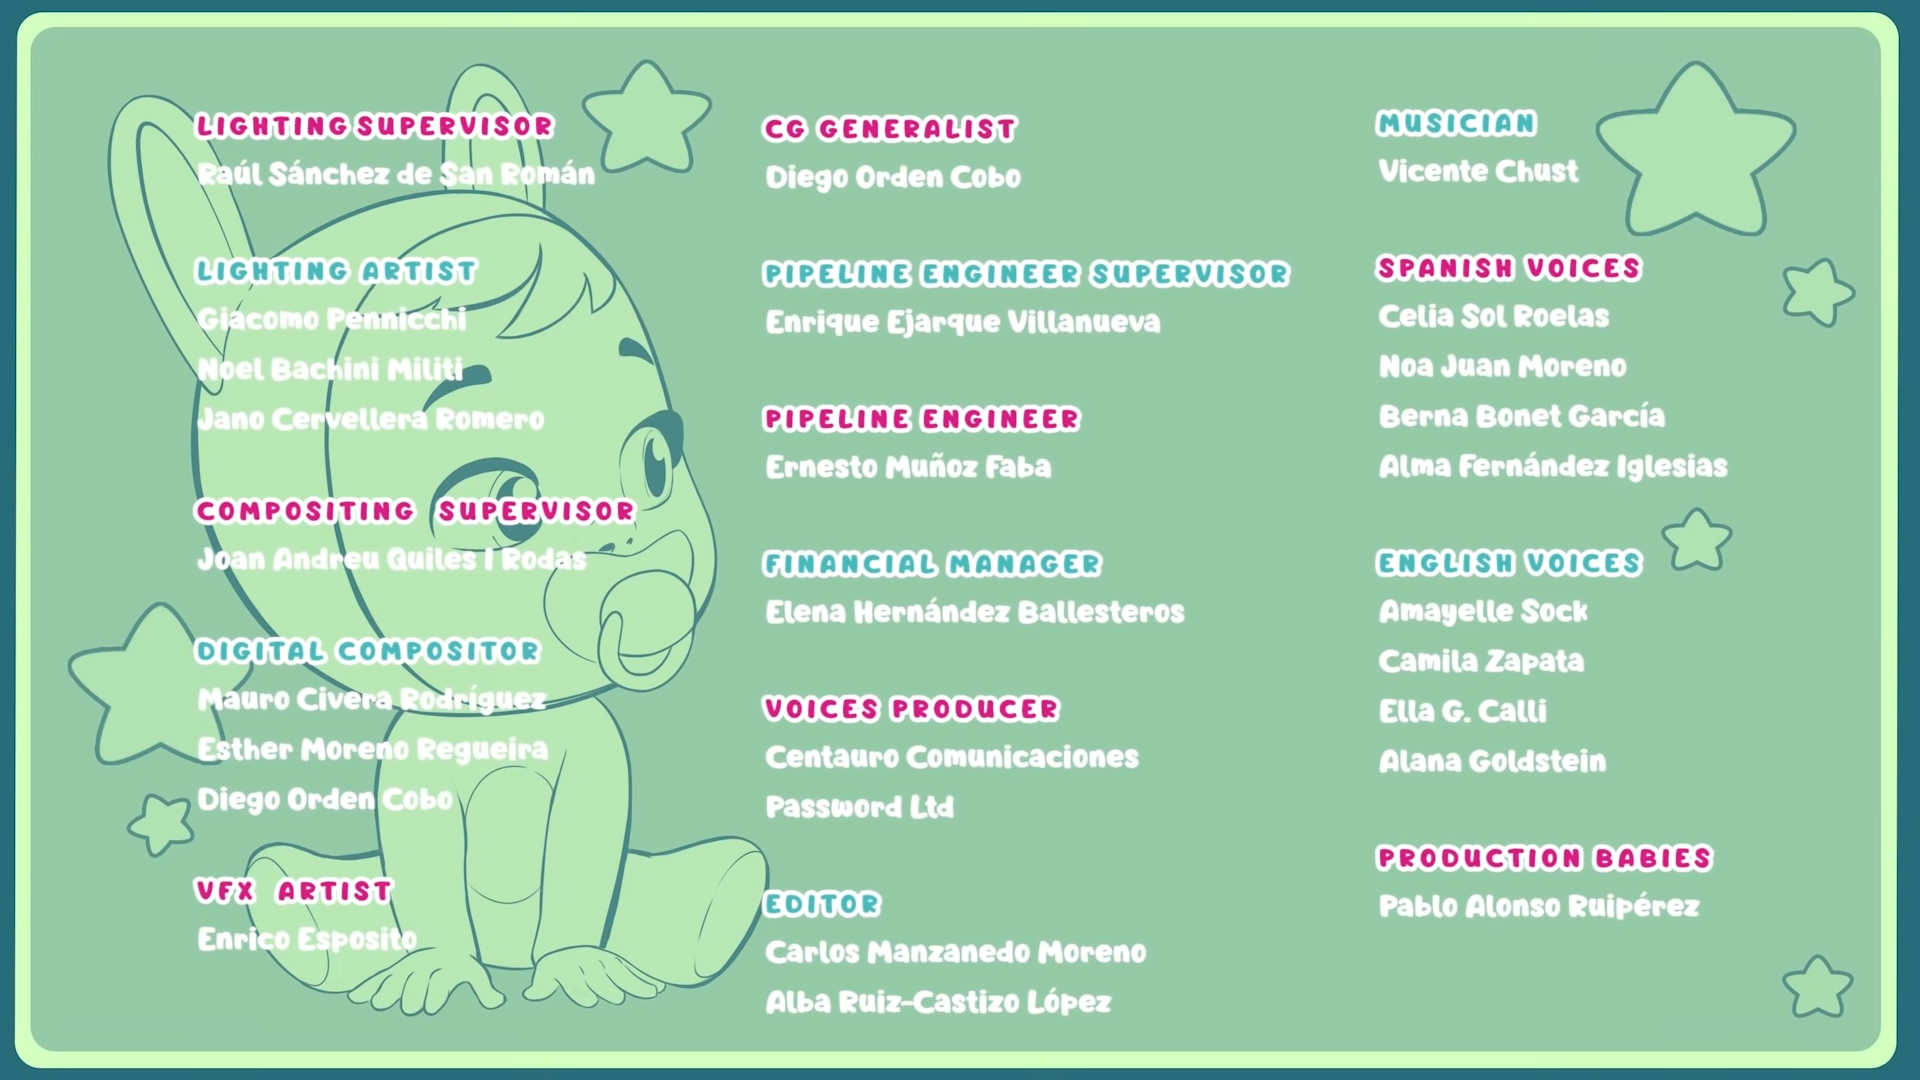 LIGHTING SUPERVISOR
Raúl Sánchez de San Román
LIGHTING ARTIST
Giacomo Pennicchi
Noel Bachini Militi
Jano Cervellera Romero
COMPOSITING SUPERVISOR
Joan Andreu Quiles I Rodas
DIGITAL COMPOSITOR
Mauro Civera Rodríguez
Esther Moreno Regueira
Diego Orden Cobo
VFX ARTIST
Enrico Esposito
CG GENERALIST
Diego Orden Cobo
PIPELINE ENGINEER SUPERVISOR
Enrique Ejarque Villanueva
PIPELINE ENGINEER
Ernesto Muñoz Faba
FINANCIAL MANAGER
Elena Hernández Ballesteros
VOICES PRODUCER
Centauro Comunicaciones
Password Ltd
EDITOR
Carlos Manzanedo Moreno
Alba Ruiz-Castizo López
MUSICIAN
Vicente Chust
SPANISH VOICES
Celia Sol Roelas
Noa Juan Moreno
Berna Bonet García
Alma Fernández Iglesias
ENGLISH VOICES
Amayelle Sock
Camila Zapata
Ella G. Calli
Alana Goldstein
PRODUCTION BABIES
Pablo Alonso Ruipérez